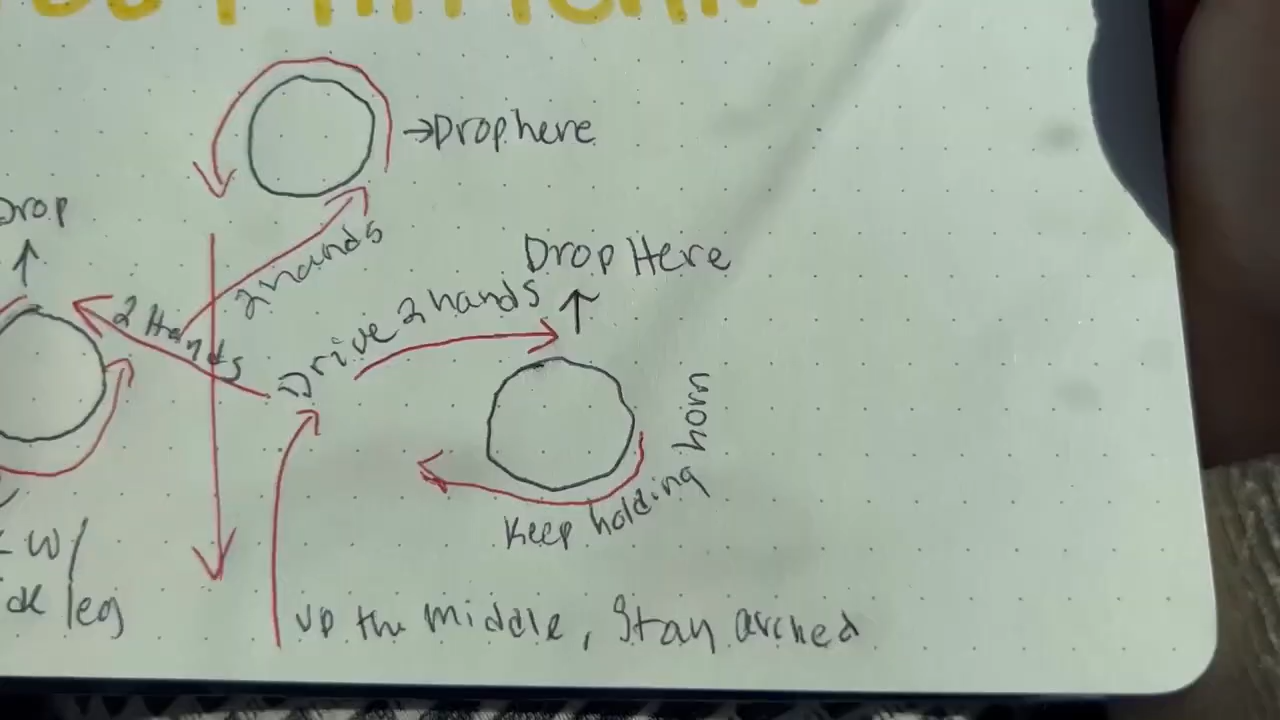 →Drop here
Drop
2 hands
Drop Here
2 Hands
Drive 2 hands
Keep holding horn
w/
leg
up the middle, Stay arched